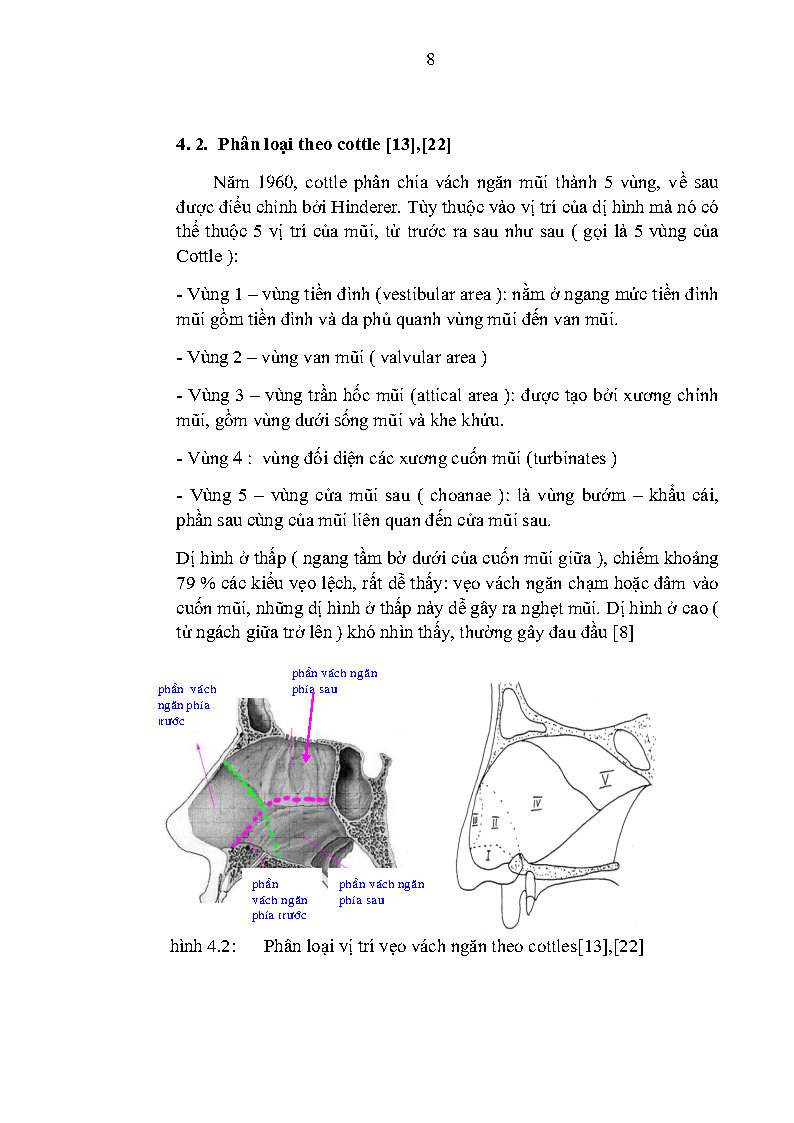 8
4. 2. Phân loại theo cottle [13],[22]
Năm 1960, cottle phân chia vách ngăn mũi thành 5 vùng, về sau
được điều chỉnh bởi Hinderer. Tùy thuộc vào vị trí của dị hình mà nó có
thể thuộc 5 vị trí của mũi, từ trước ra sau như sau ( gọi là 5 vùng của
Cottle ):
- Vùng 1 – vùng tiền đình (vestibular area ): nằm ở ngang mức tiền đình
mũi gồm tiền đình và da phủ quanh vùng mũi đến van mũi.
- Vùng 2 – vùng van mũi ( valvular area )
- Vùng 3 – vùng trần hốc mũi (attical area ): được tạo bởi xương chính
mũi, gồm vùng dưới sống mũi và khe khứu.
- Vùng 4 : vùng đối diện các xương cuốn mũi (turbinates )
- Vùng 5 – vùng cửa mũi sau ( choanae ): là vùng bướm – khẩu cái,
phần sau cùng của mũi liên quan đến cửa mũi sau.
Dị hình ở thấp ( ngang tầm bờ dưới của cuốn mũi giữa ), chiếm khoảng
79 % các kiểu vẹo lệch, rất dễ thấy: vẹo vách ngăn chạm hoặc đâm vào
cuốn mũi, những dị hình ở thấp này dễ gây ra nghẹt mũi. Dị hình ở cao (
từ ngách giữa trở lên ) khó nhìn thấy, thường gây đau đầu [8]
phần vách ngăn
phía sau
phần vách
ngăn phía
trước
phần
vách ngăn
phía trước
phần vách ngăn
phía sau
V
IV
III
II
I
hình 4.2: Phân loại vị trí vẹo vách ngăn theo cottles[13],[22]